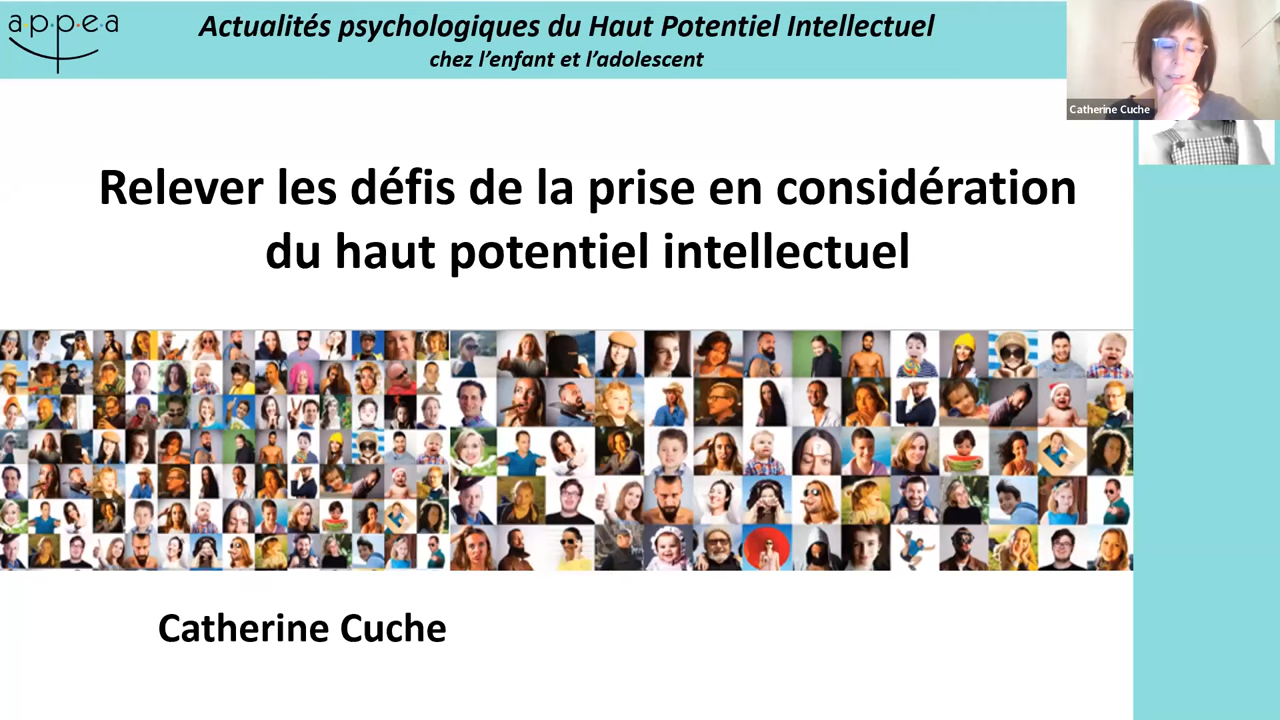 appea
Actualités psychologiques du Haut Potentiel Intellectuel
chez l'enfant et l'adolescent
Catherine Cuche
Relever les défis de la prise en considération
du haut potentiel intellectuel
Catherine Cuche